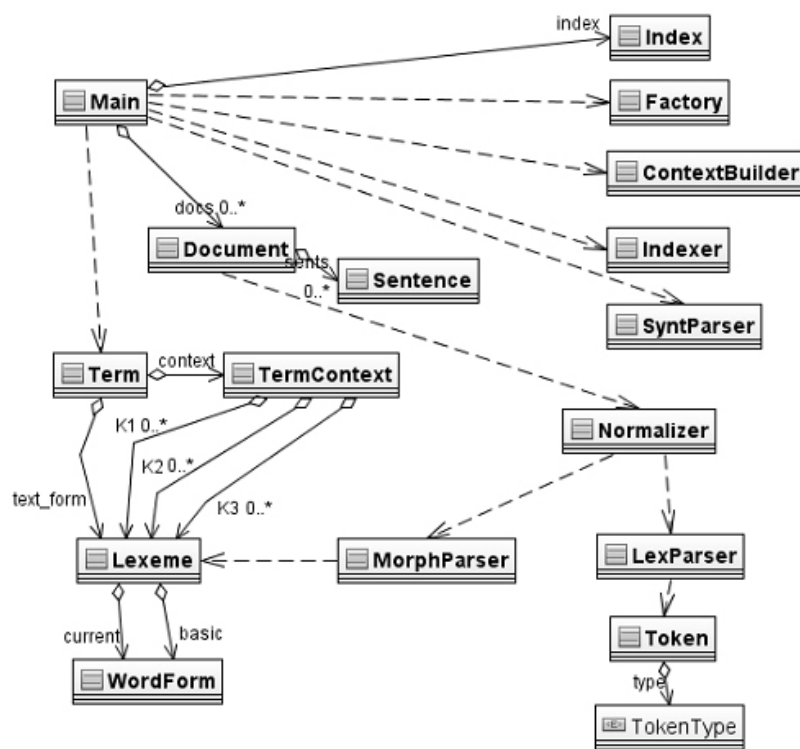 index
Index
Main
Factory
ContextBuilder
docs 0..*
Document
Indexer
sents
0..*
Sentence
SyntParser
Term
context
TermContext
K1 0..*
Normalizer
K2 0..*
text_form
K3 0..*
Lexeme
MorphParser
LexParser
current
basic
Token
WordForm
type
<E> TokenType